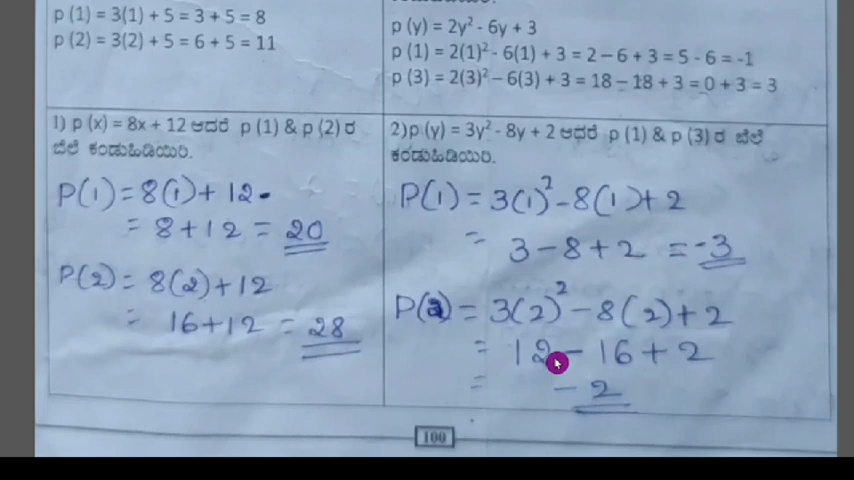 p (1) = 3(1) + 5 = 3 + 5 = 8
p (2) = 3(2) + 5 = 6 + 5 = 11
p (y) = 2y² - 6y + 3
p (1) = 2(1)² - 6(1) + 3 = 2 – 6 + 3 = 5 - 6 = -1
p (3) = 2(3)² – 6(3) + 3 = 18 – 18 + 3 = 0 + 3 = 3
1) p (x) = 8x + 12 ಆದರೆ p (1) & p (2) ರ
ಬೆಲೆ ಕಂಡುಹಿಡಿಯಿರಿ.
P(1) = 8(1) + 12
= 8 + 12 = 20
P(2) = 8(2) + 12
= 16 + 12 = 28
2) p (y) = 3y² - 8y + 2 ಆದರೆ p (1) & p (3) ರ ಬೆಲೆ
ಕಂಡುಹಿಡಿಯಿರಿ.
P(1) = 3(1)² - 8(1) + 2
= 3 - 8 + 2 = -3
P(2) = 3(2)² - 8(2) + 2
= 12 - 16 + 2
= - 2
100